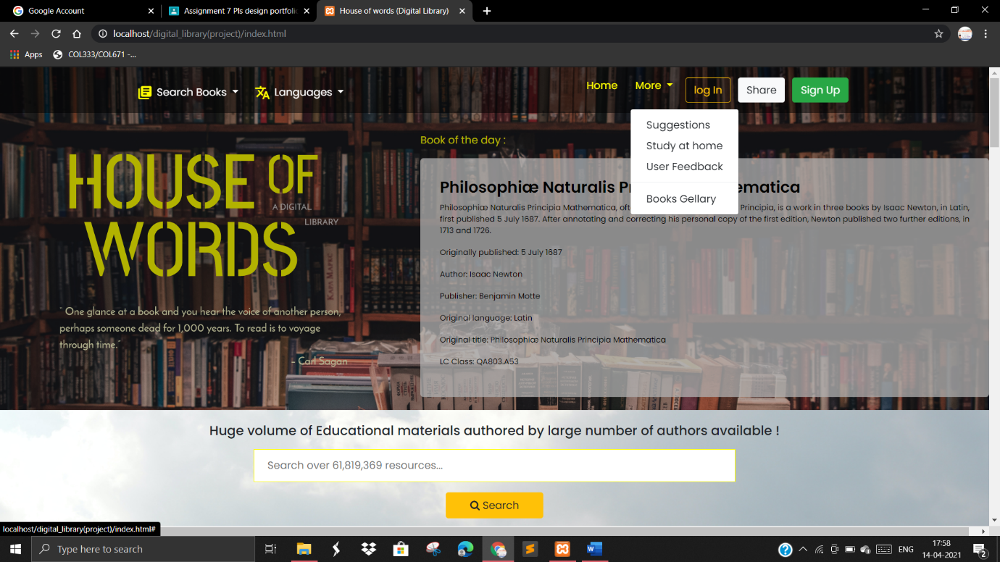 Google Account
Assignment 7 Pls design portfolio
House of words (Digital Library)
localhost/digital_library(project)/index.html
Apps
COL333/COL671 -...
Search Books
Languages
Home
More
log In
Share
Sign Up
Suggestions
Study at home
User Feedback
Books Gellary
HOUSE OF
A DIGITAL
LIBRARY
WORDS
" One glance at a book and you hear the voice of another person,
perhaps someone dead for 1,000 years. To read is to voyage
through time."
- Carl Sagan
Book of the day :
Philosophiæ Naturalis Pr ematica
Philosophiæ Naturalis Principia Mathematica, oft Principia, is a work in three books by Isaac Newton, in Latin,
first published 5 July 1687. After annotating and correcting his personal copy of the first edition, Newton published two further editions, in
1713 and 1726.
Originally published: 5 July 1687
Author: Isaac Newton
Publisher: Benjamin Motte
Original language: Latin
Original title: Philosophiæ Naturalis Principia Mathematica
LC Class: QA803.A53
Huge volume of Educational materials authored by large number of authors available !
Search over 61,819,369 resources...
Search
localhost/digital_library(project)/index.html#
Type here to search
ENG
17:58
14-04-2021
2